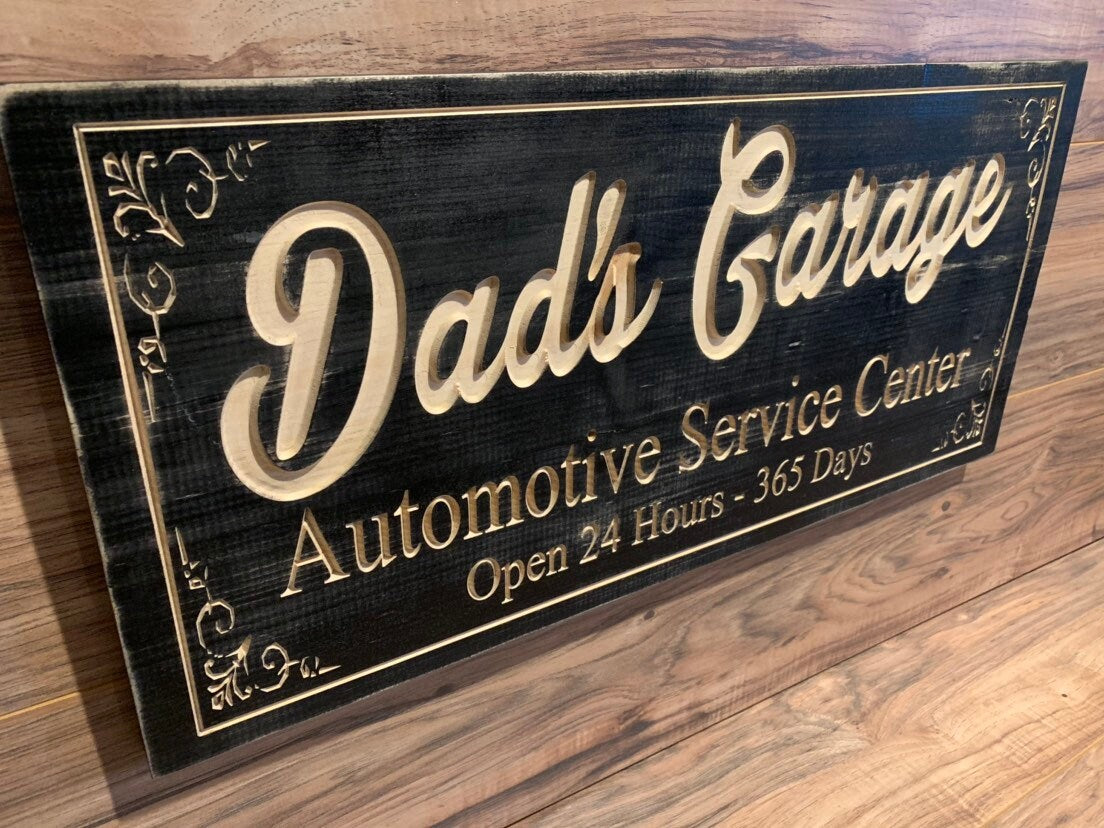 Dad's Garage
Automotive Service Center
Open 24 Hours - 365 Days